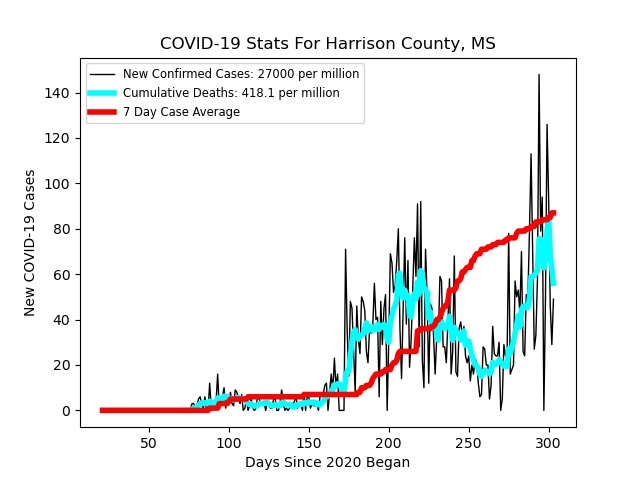 COVID-19 Stats For Harrison County, MS
New Confirmed Cases: 27000 per million
Cumulative Deaths: 418.1 per million
7 Day Case Average
140
120
100
80
60
40
20
0
New COVID-19 Cases
50 100 150 200 250 300
Days Since 2020 Began